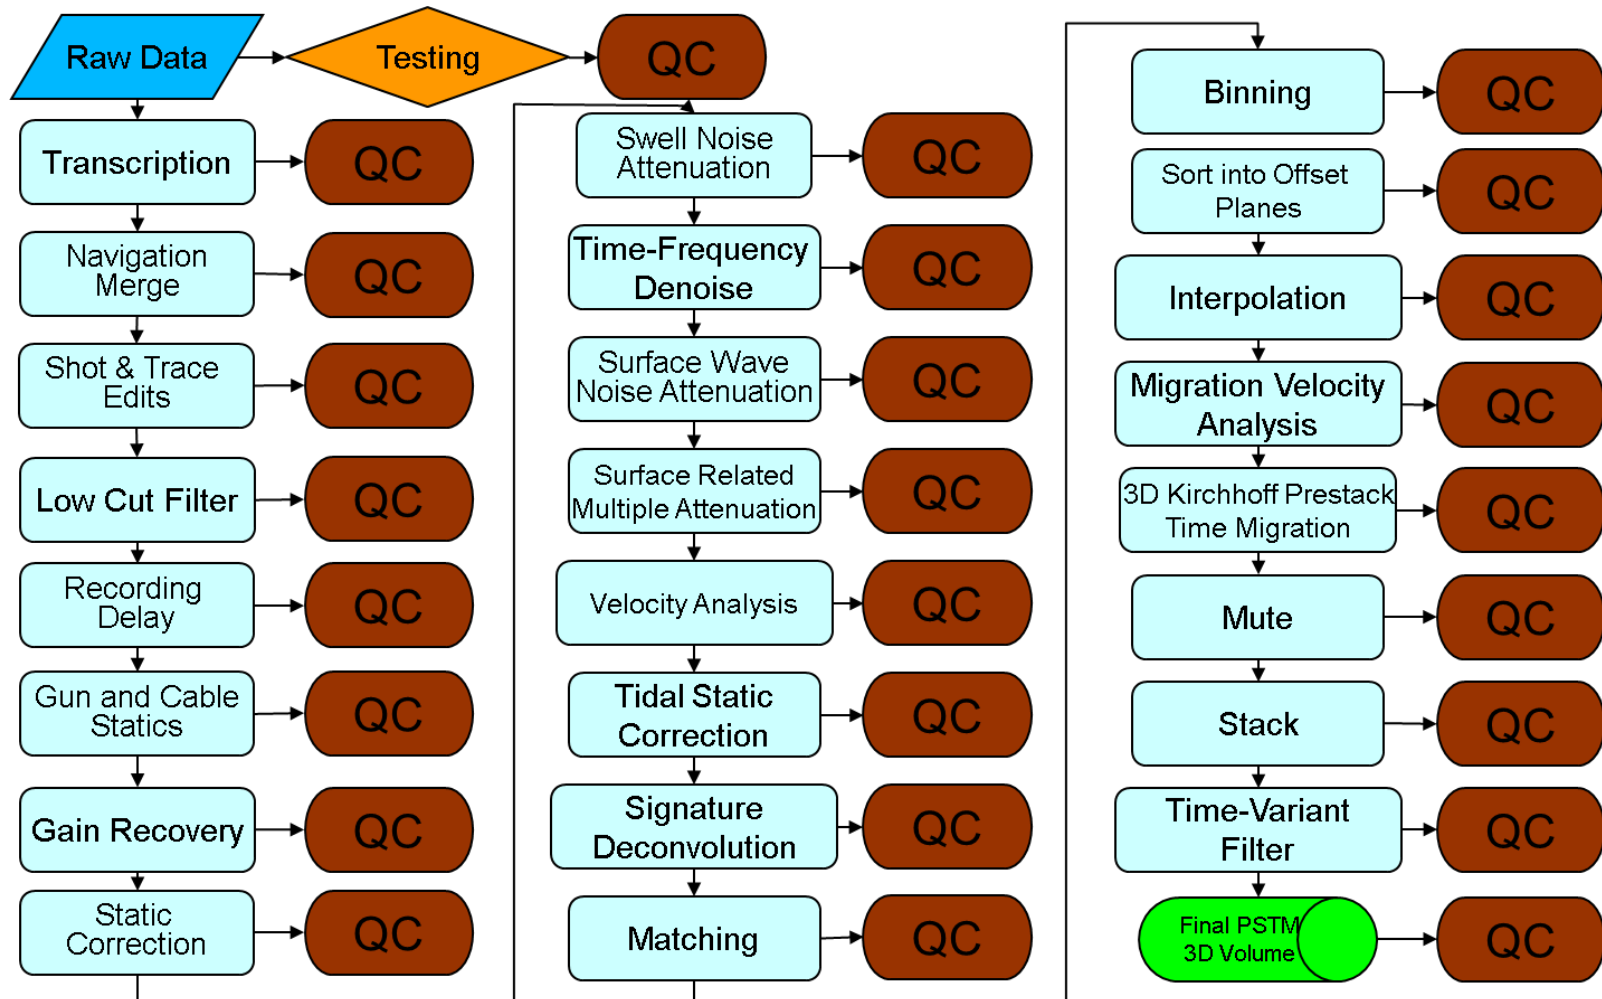 Raw Data
Testing
QC
Transcription
QC
Navigation
Merge
QC
Shot & Trace
Edits
QC
Low Cut Filter
QC
Recording
Delay
QC
Gun and Cable
Statics
QC
Gain Recovery
QC
Static
Correction
QC
Swell Noise
Attenuation
QC
Time-Frequency
Denoise
QC
Surface Wave
Noise Attenuation
QC
Surface Related
Multiple Attenuation
QC
Velocity Analysis
QC
Tidal Static
Correction
QC
Signature
Deconvolution
QC
Matching
QC
Binning
QC
Sort into Offset
Planes
QC
Interpolation
QC
Migration Velocity
Analysis
QC
3D Kirchhoff Prestack
Time Migration
QC
Mute
QC
Stack
QC
Time-Variant
Filter
QC
Final PSTM
3D Volume
QC